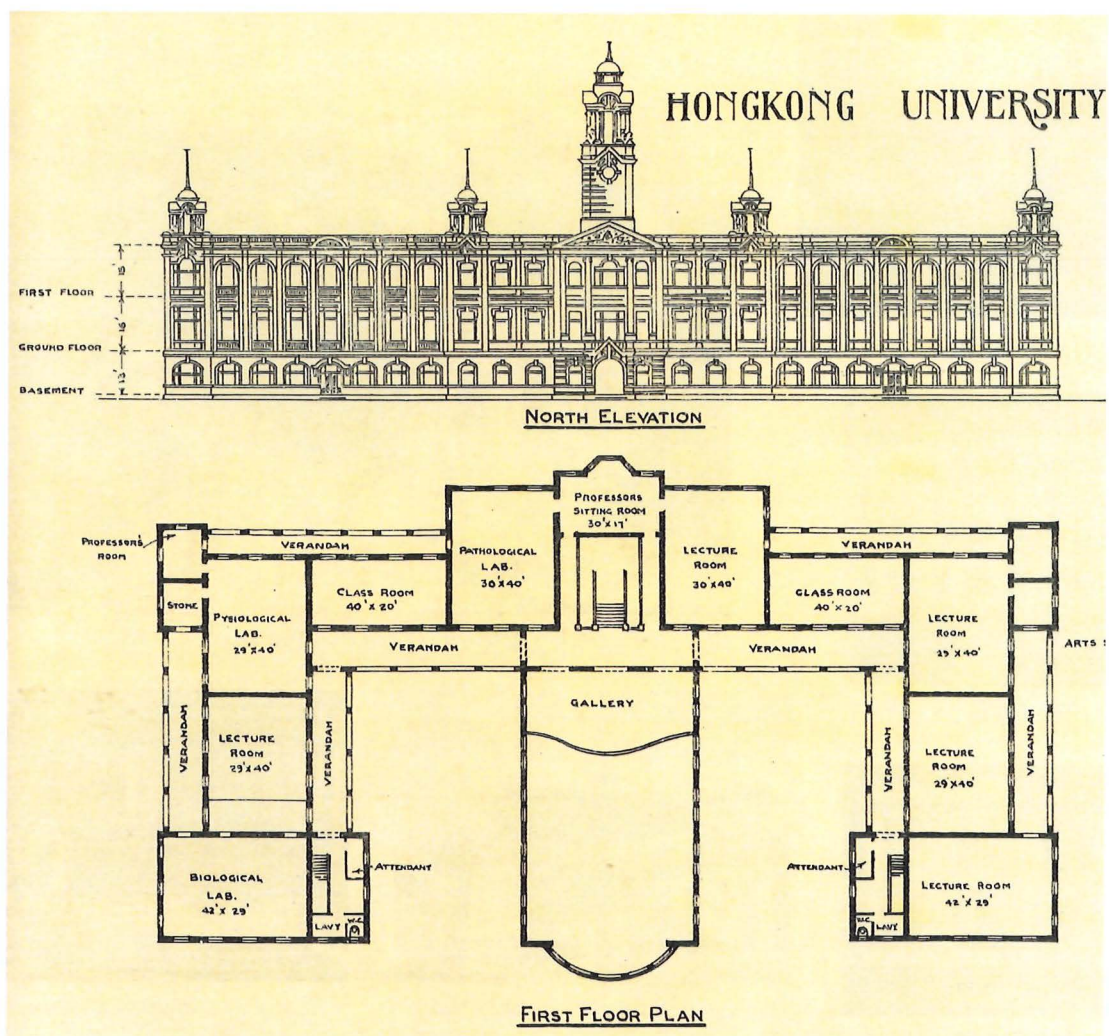 HONGKONG UNIVERSITY
15'
FIRST FLOOR
GROUND FLOOR
13'
BASEMENT
NORTH ELEVATION
PROFESSOR'S
ROOM
VERANDAH
PATHOLOGICAL
LAB.
30'X40'
PROFESSORS
SITTING ROOM
30'X17'
LECTURE
ROOM
30'X40'
VERANDAH
CLASS ROOM
40' X 20'
CLASS ROOM
40' X 20'
STORE
PYSIOLOGICAL
LAB.
29'X40'
VERANDAH
VERANDAH
LECTURE
ROOM
29'X40'
ARTS
VERANDAH
LECTURE
ROOM
29'X40'
VERANDAH
GALLERY
VERANDAH
LECTURE
ROOM
29'X40'
VERANDAH
BIOLOGICAL
LAB.
42' X 29'
ATTENDANT
LAVY
W.C.
ATTENDANT
W.C.
LAVY
LECTURE ROOM
42' X 29'
FIRST FLOOR PLAN